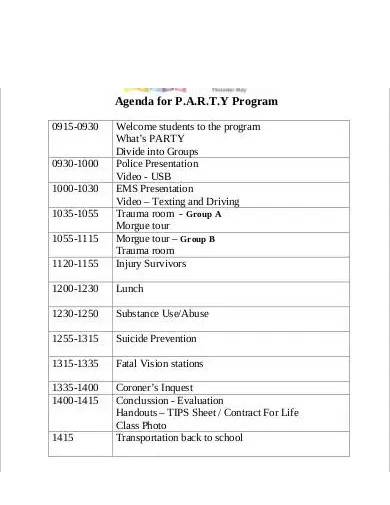 Thunder Bay
Agenda for P.A.R.T.Y Program
0915-0930 Welcome students to the program
What's PARTY
Divide into Groups
0930-1000 Police Presentation
Video - USB
1000-1030 EMS Presentation
Video – Texting and Driving
1035-1055 Trauma room - Group A
Morgue tour
1055-1115 Morgue tour – Group B
Trauma room
1120-1155 Injury Survivors
1200-1230 Lunch
1230-1250 Substance Use/Abuse
1255-1315 Suicide Prevention
1315-1335 Fatal Vision stations
1335-1400 Coroner's Inquest
1400-1415 Conclussion - Evaluation
Handouts – TIPS Sheet / Contract For Life
Class Photo
1415 Transportation back to school